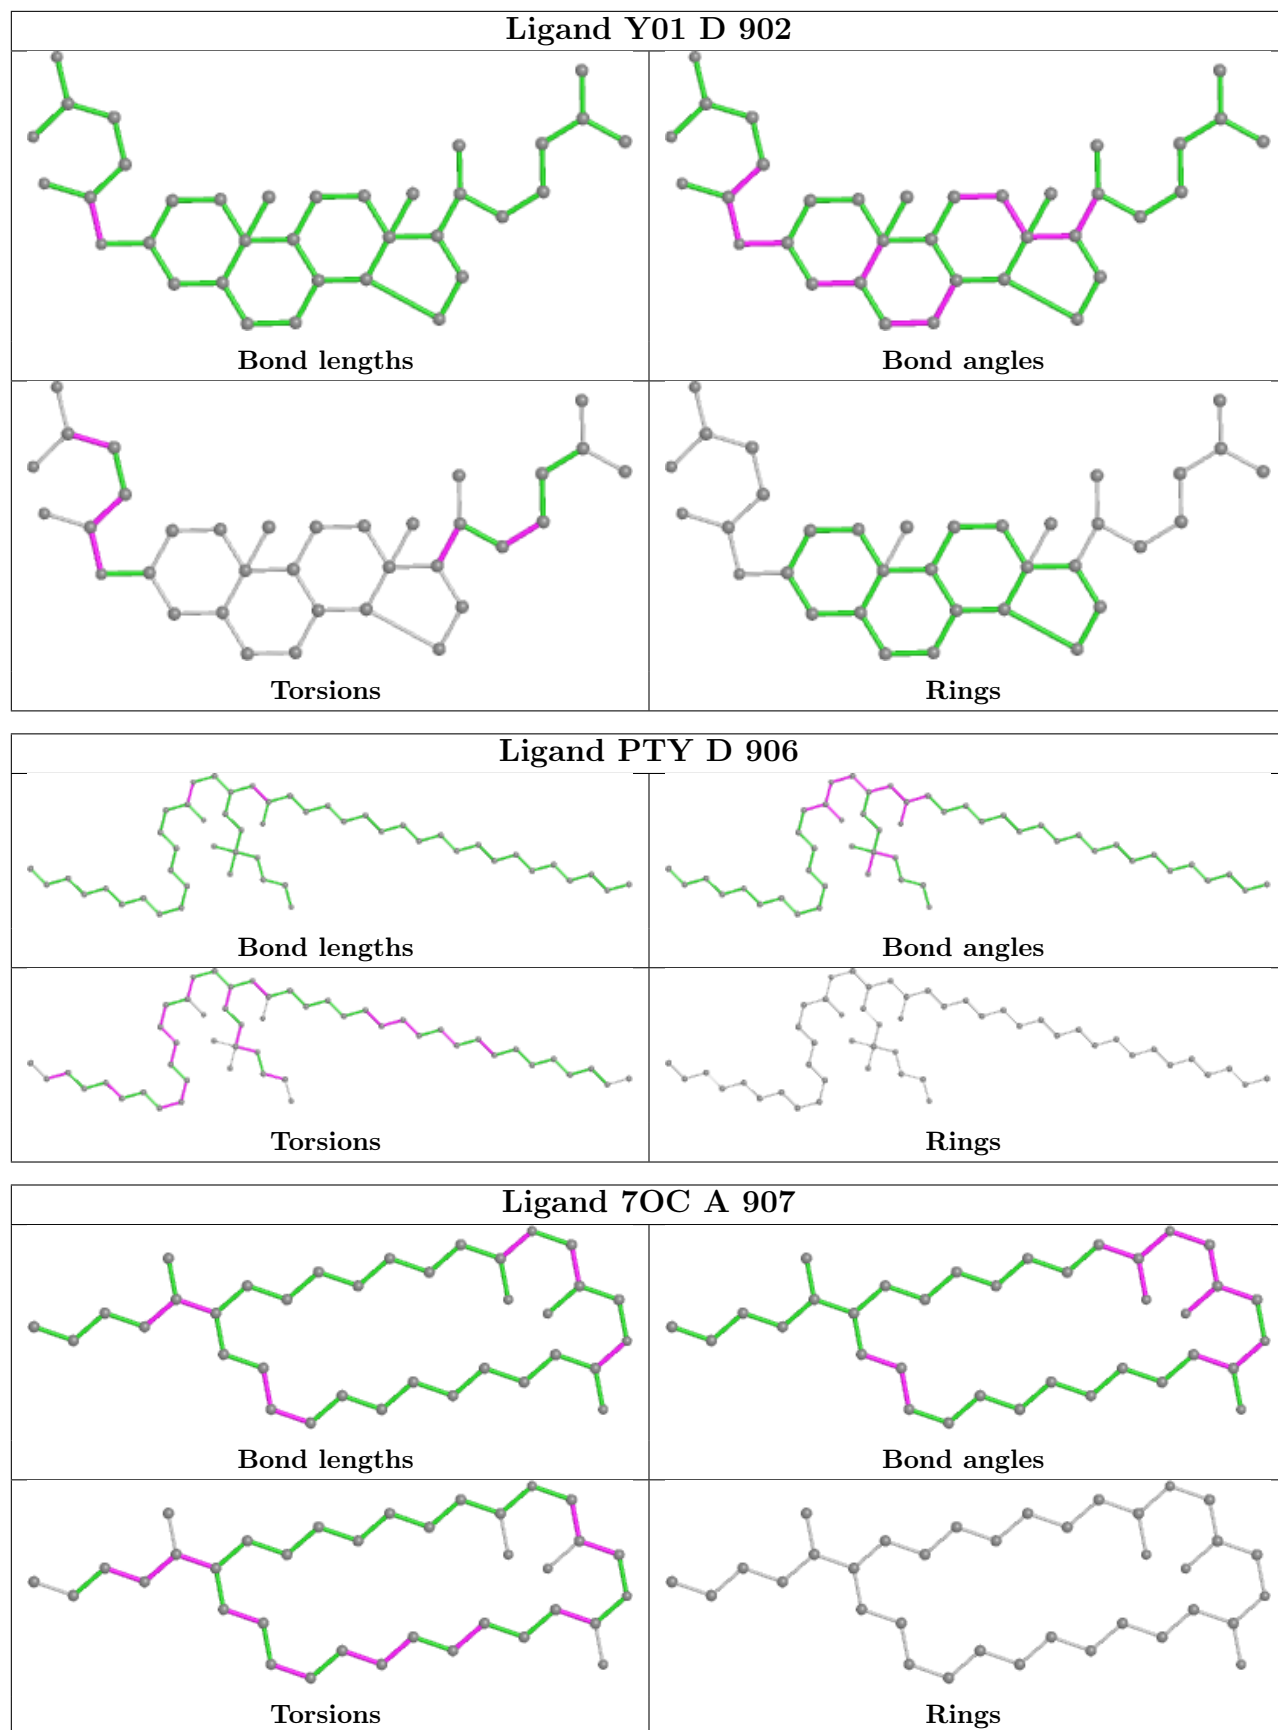 Ligand Y01 D 902
Bond lengths
Bond angles
Torsions
Rings
Ligand PTY D 906
Bond lengths
Bond angles
Torsions
Rings
Ligand 7OC A 907
Bond lengths
Bond angles
Torsions
Rings